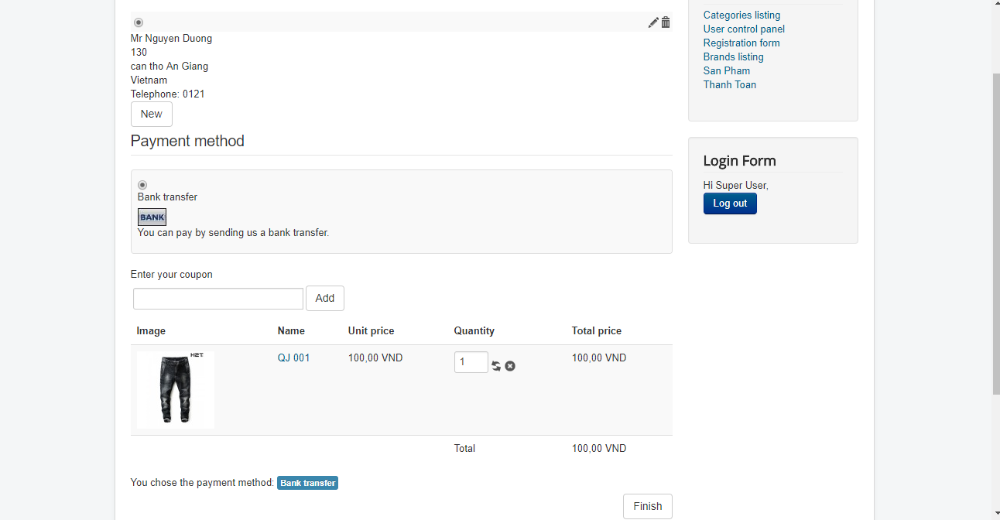 Mr Nguyen Duong
130
can tho An Giang
Vietnam
Telephone: 0121
New
Payment method
Bank transfer
BANK
You can pay by sending us a bank transfer.
Enter your coupon
Add
Image Name Unit price Quantity Total price
HZT
QJ 001 100,00 VND 1 100,00 VND
Total 100,00 VND
You chose the payment method: Bank transfer
Finish
Categories listing
User control panel
Registration form
Brands listing
San Pham
Thanh Toan
Login Form
Hi Super User,
Log out